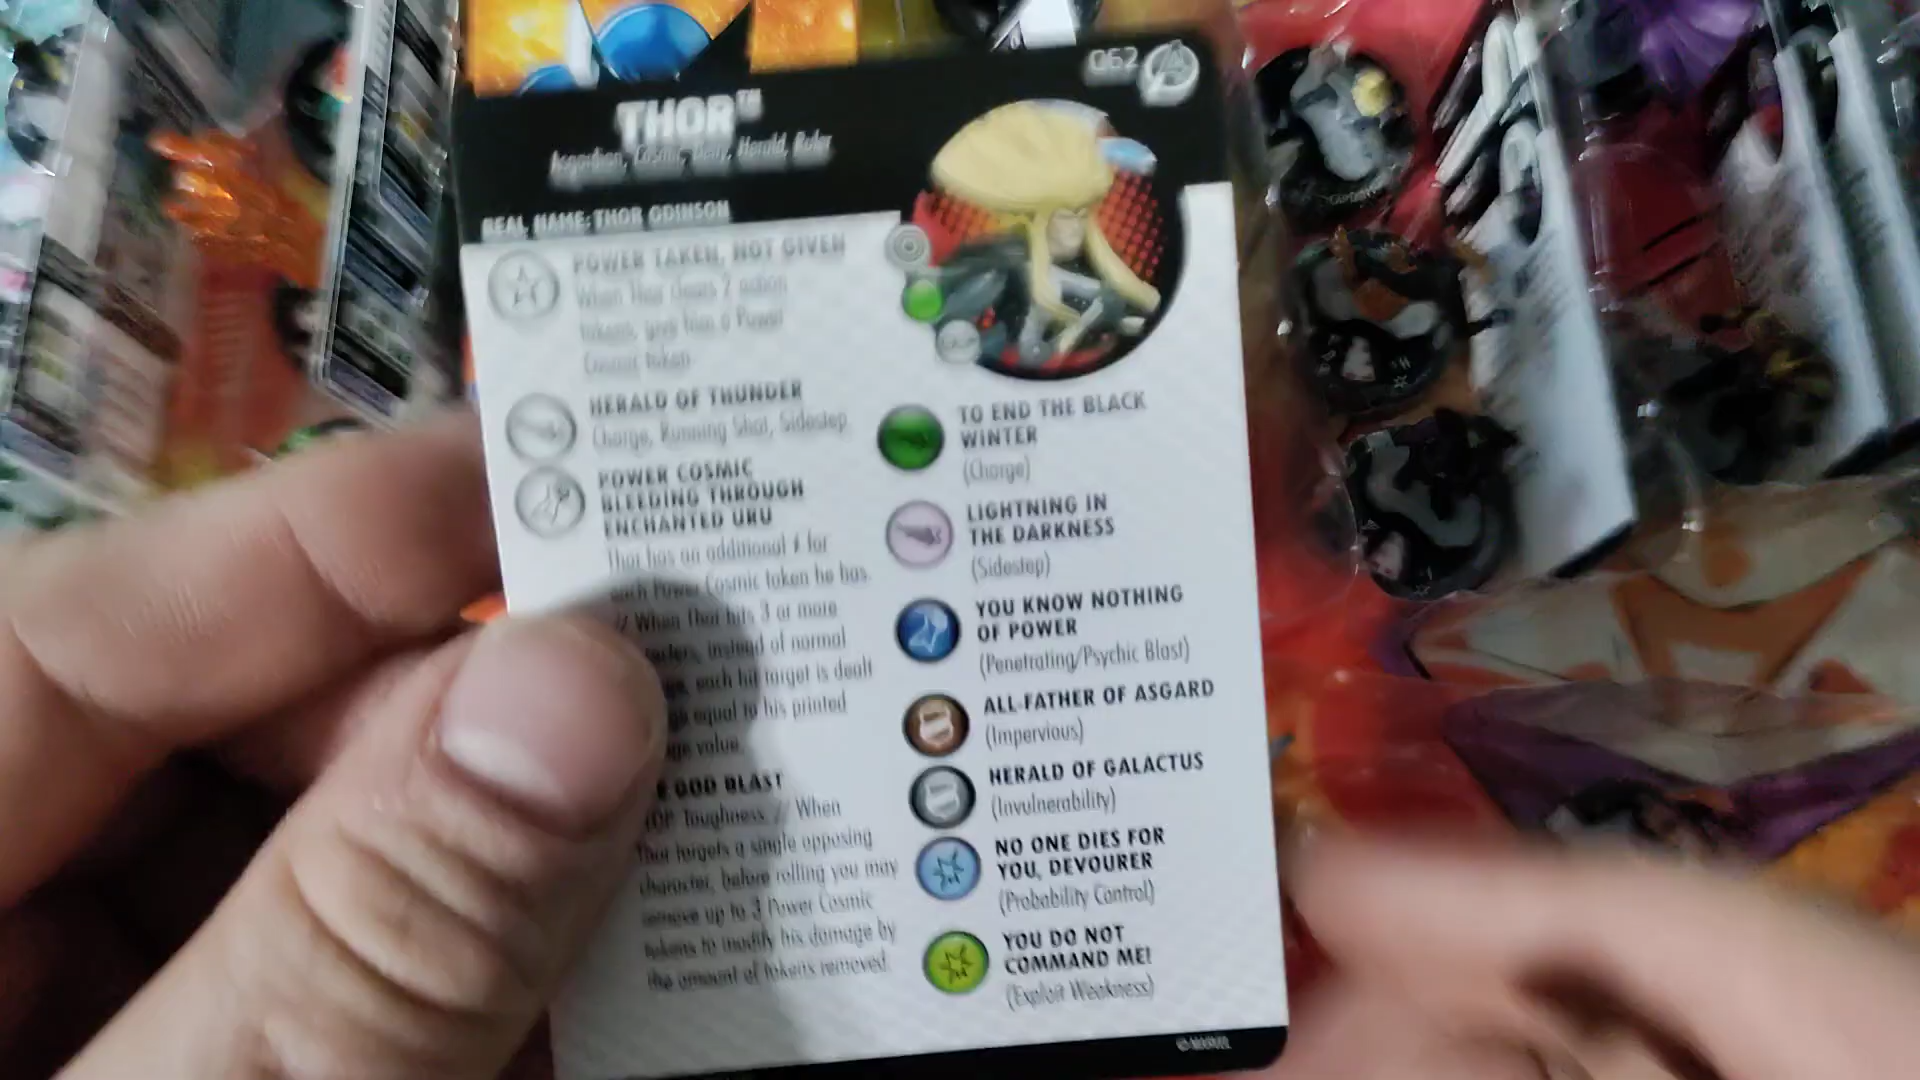 062
THOR™
Asgardian, Cosmic, Deity, Herald, Ruler
REAL NAME: THOR ODINSON
POWER TAKEN, NOT GIVEN
When Thor clears 2 action
tokens, give him a Power
Cosmic token.
HERALD OF THUNDER
Charge, Running Shot, Sidestep.
POWER COSMIC
BLEEDING THROUGH
ENCHANTED URU
Thor has an additional for
each Power Cosmic token he has.
// When Thor hits 3 or more
instead of normal
each hit target is dealt
equal to his printed
value.
GOD BLAST
Toughness // When
Thor targets a single opposing
character, before rolling you may
remove up to 3 Power Cosmic
tokens to modify his damage by
the amount of tokens removed.
TO END THE BLACK
WINTER
(Charge)
LIGHTNING IN
THE DARKNESS
(Sidestep)
YOU KNOW NOTHING
OF POWER
(Penetrating/Psychic Blast)
ALL-FATHER OF ASGARD
(Impervious)
HERALD OF GALACTUS
(Invulnerability)
NO ONE DIES FOR
YOU, DEVOURER
(Probability Control)
YOU DO NOT
COMMAND ME!
(Exploit Weakness)
©MARVEL